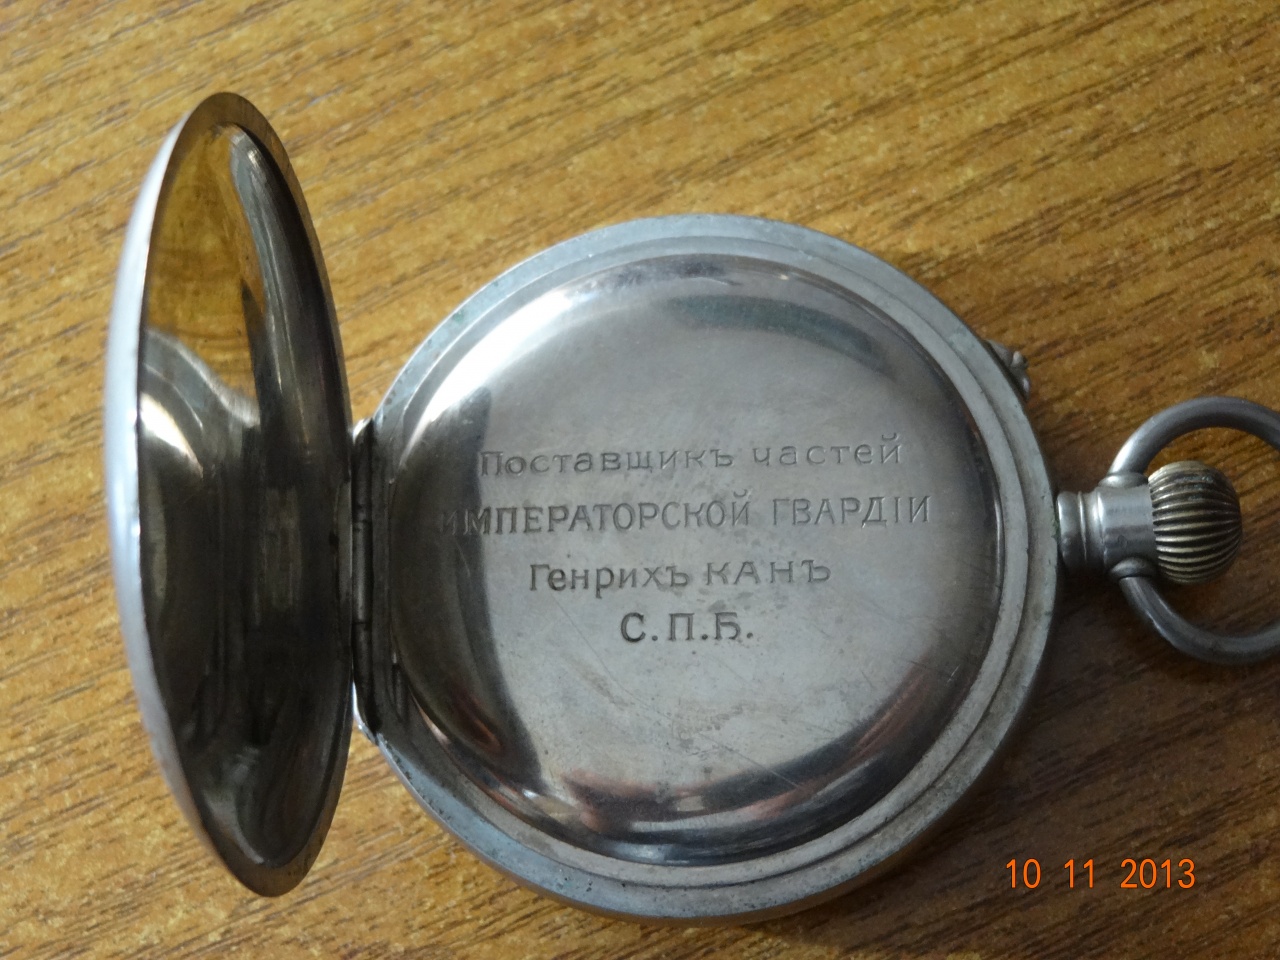 Поставщикъ частей
ИМПЕРАТОРСКОЙ ГВАРДІИ
Генрихъ КАНЪ
С.П.Б.
10 11 2013